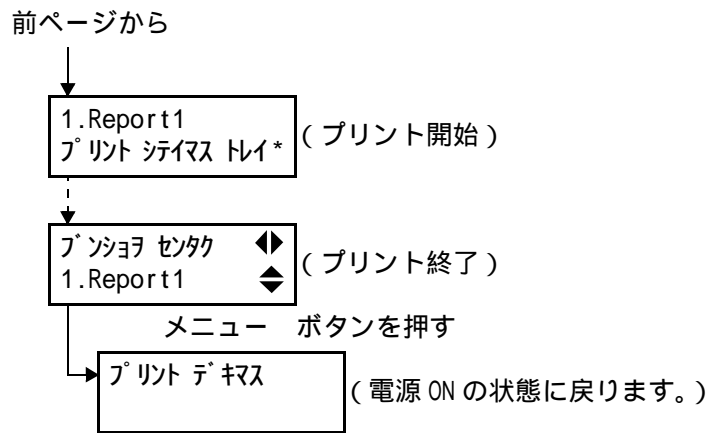 前ページから
1.Report1
ﾌﾟﾘﾝﾄ ｼﾃｲﾏｽ ﾄﾚｲ*
(プリント開始)
ﾌﾞﾝｼｮｦ ｾﾝﾀｸ
1.Report1
(プリント終了)
メニュー ボタンを押す
ﾌﾟﾘﾝﾄ ﾃﾞｷﾏｽ
(電源 ON の状態に戻ります。)